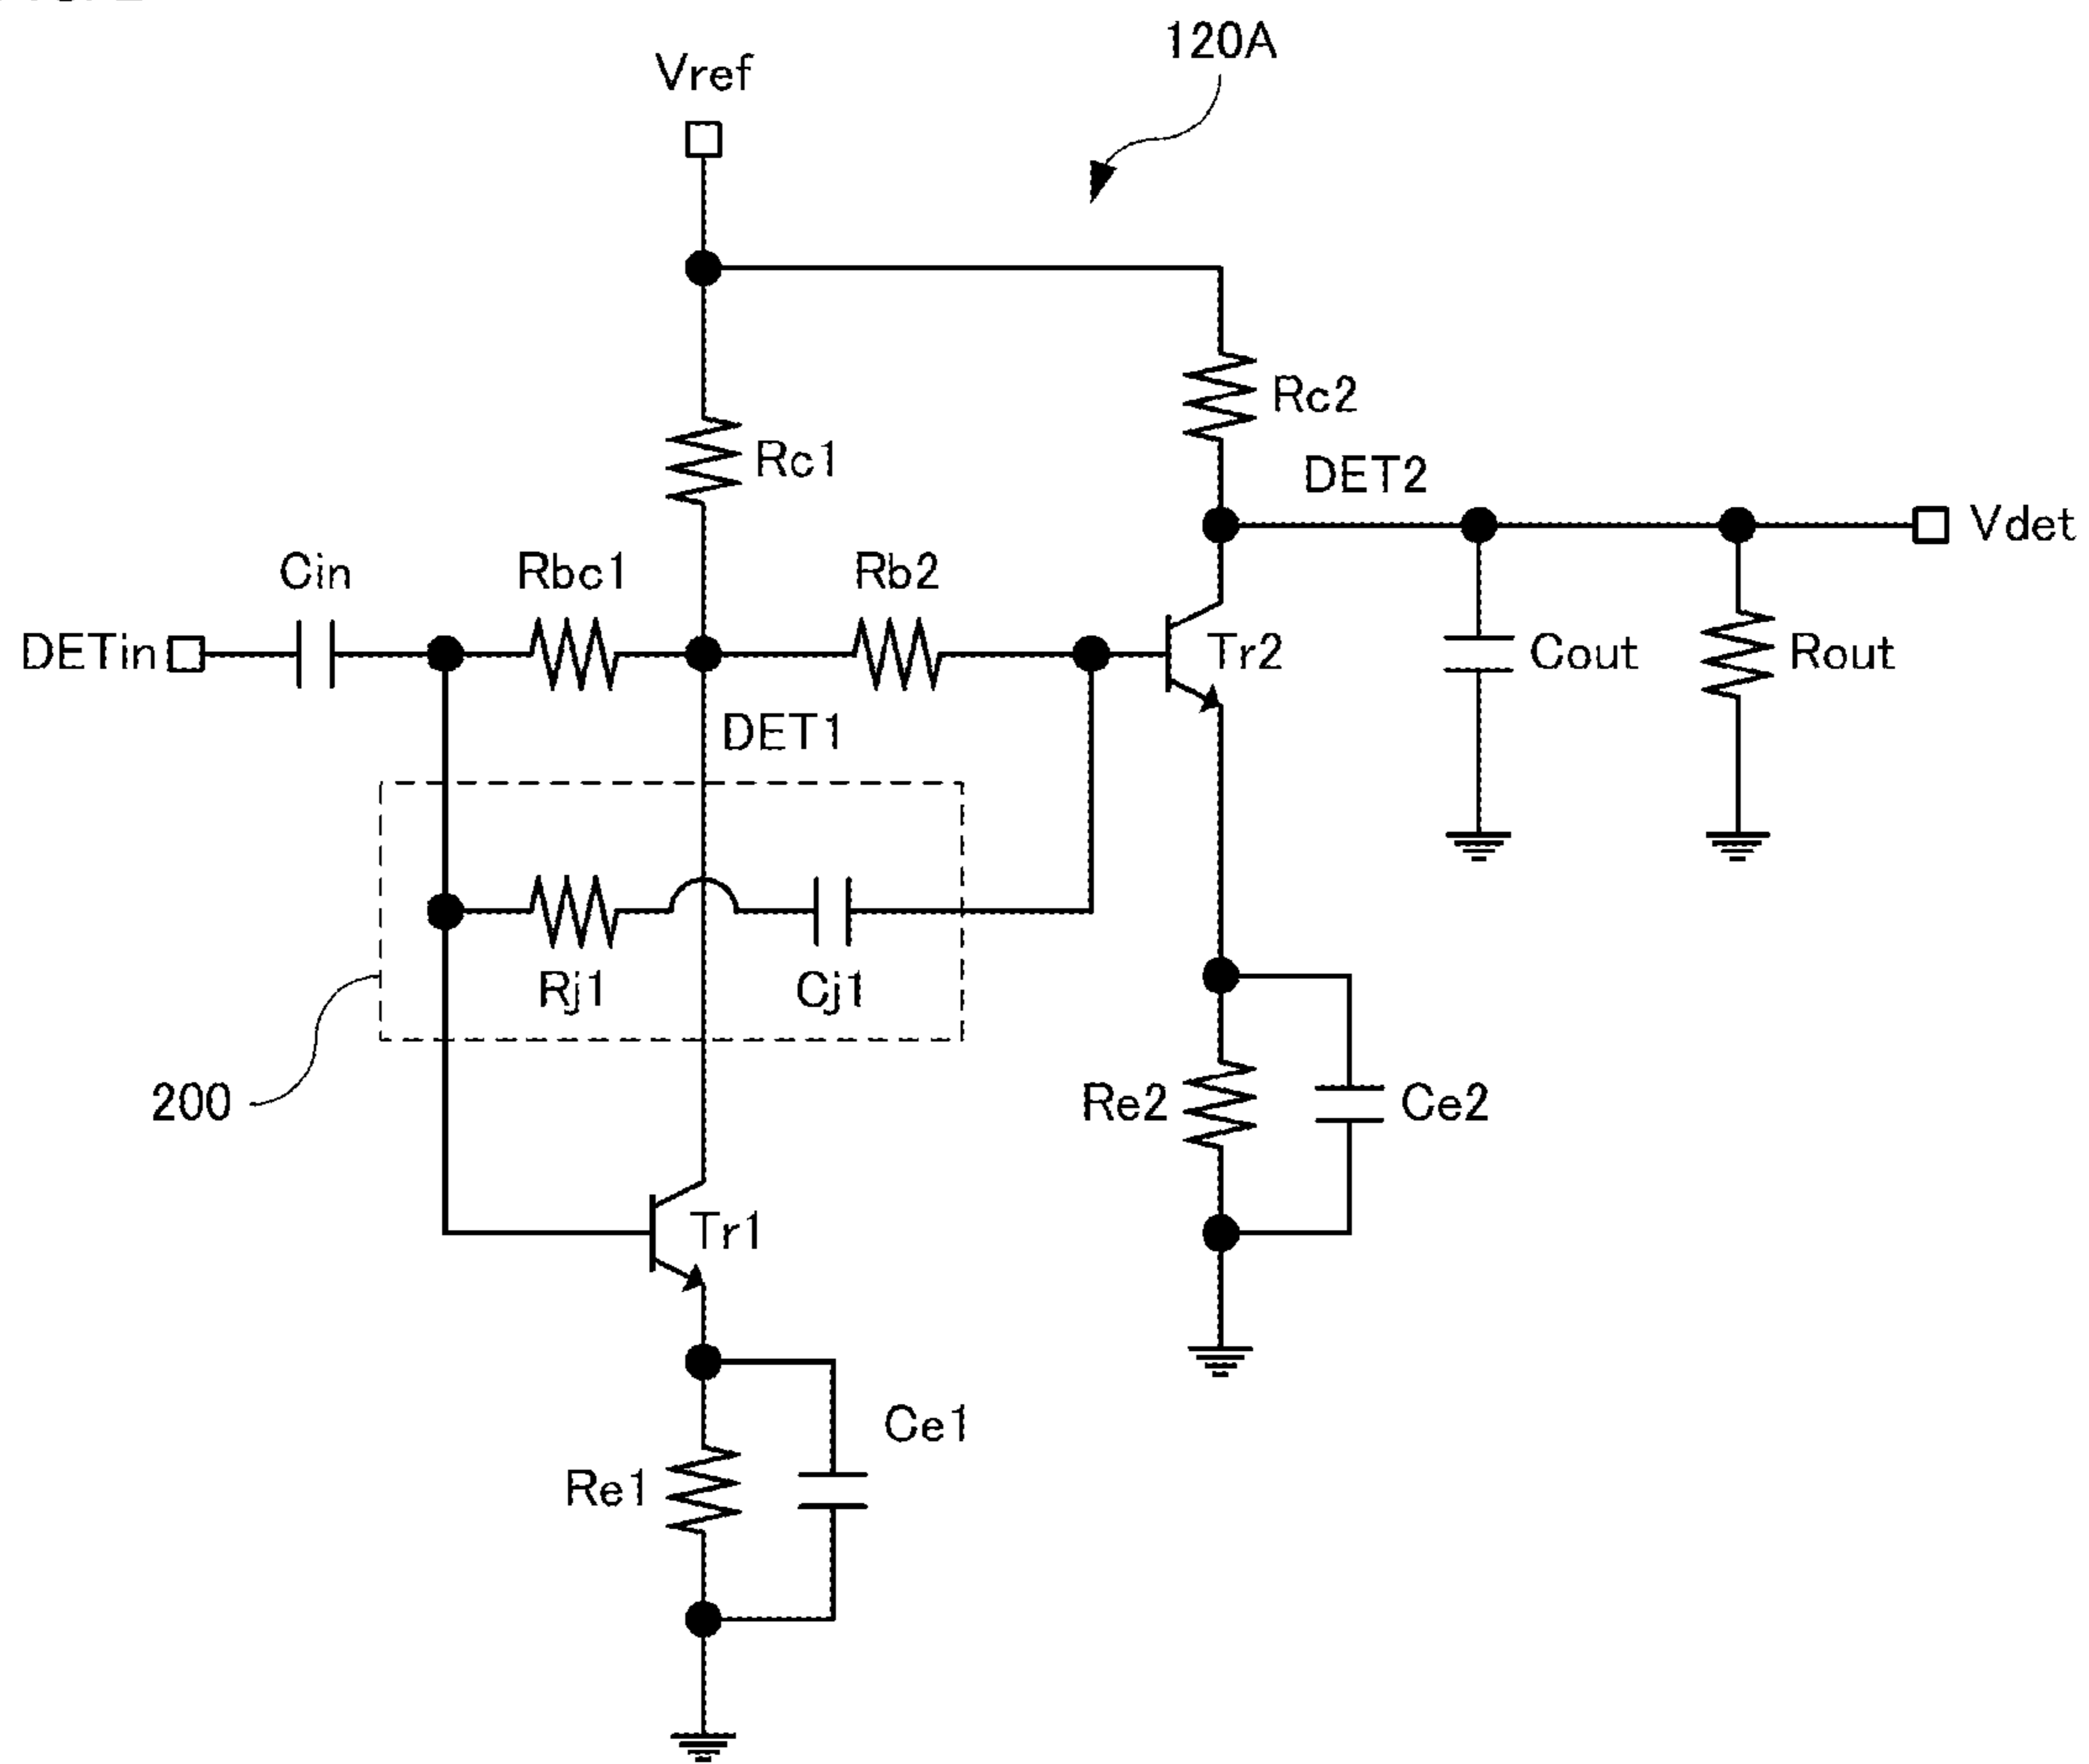 120A
Vref
Rc2
Rc1
DET2
Vdet
Cin
Rbc1
Rb2
DETin
Tr2
Cout
Rout
DET1
Rj1
Cj1
200
Re2
Ce2
Tr1
Ce1
Re1